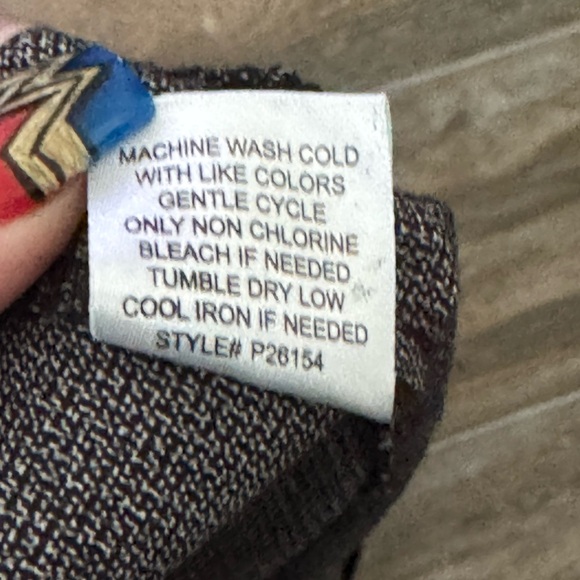 MACHINE WASH COLD
WITH LIKE COLORS
GENTLE CYCLE
ONLY NON CHLORINE
BLEACH IF NEEDED
TUMBLE DRY LOW
COOL IRON IF NEEDED
STYLE# P26154